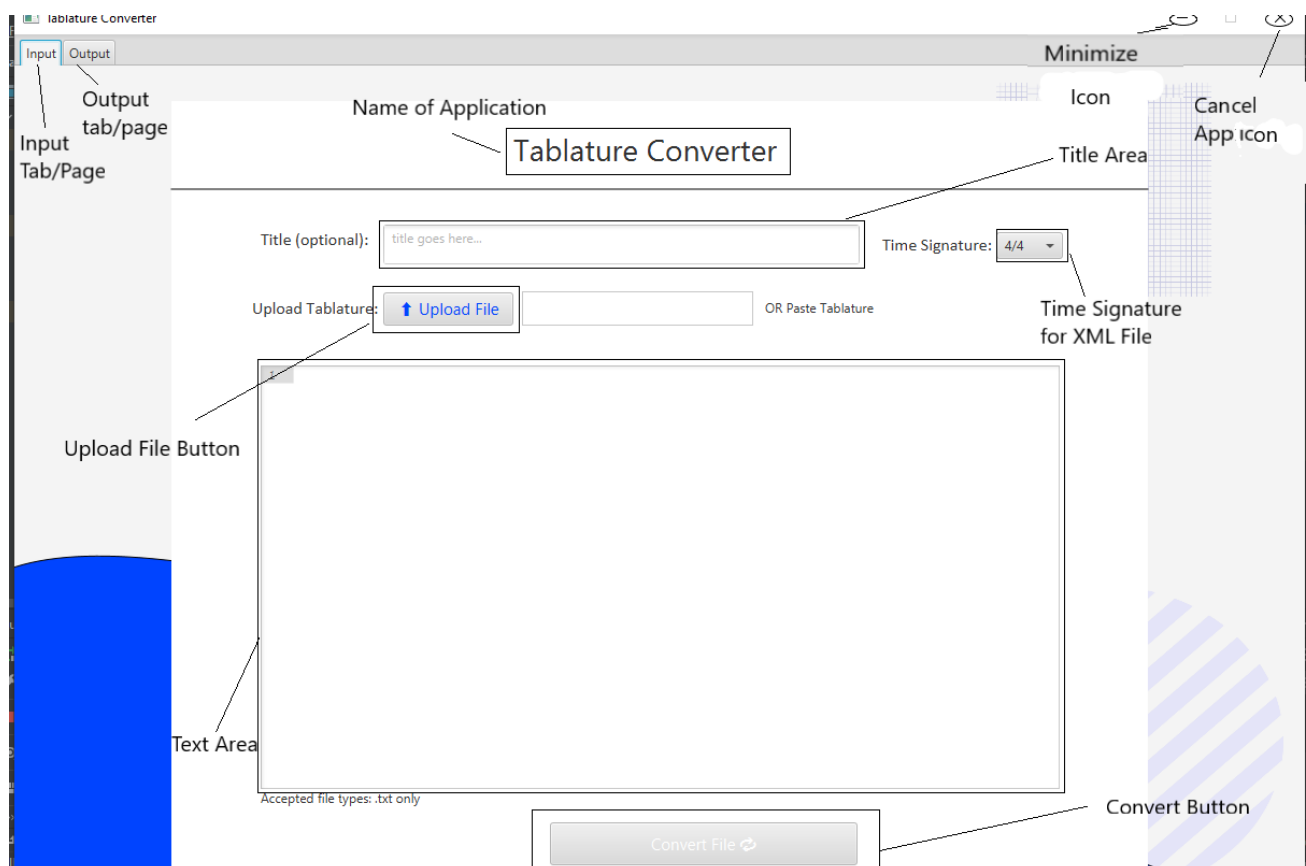 Tablature Converter
Input Output
Minimize
Icon
Cancel
App icon
Output
tab/page
Input
Tab/Page
Name of Application
Tablature Converter
Title Area
Title (optional): title goes here... Time Signature: 4/4
Upload Tablature: Upload File OR Paste Tablature
Time Signature
for XML File
1
Upload File Button
Text Area
Accepted file types: .txt only
Convert Button
Convert File